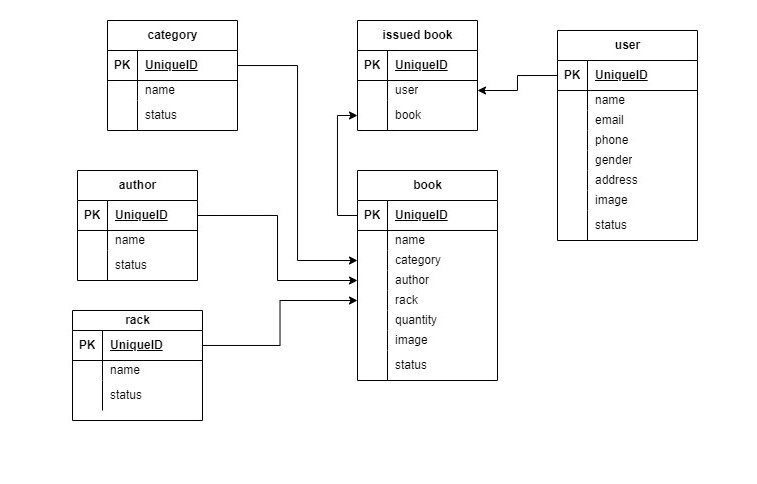 category
PK UniqueID
name
status
issued book
PK UniqueID
user
book
user
PK UniqueID
name
email
phone
gender
address
image
status
author
PK UniqueID
name
status
book
PK UniqueID
name
category
author
rack
quantity
image
status
rack
PK UniqueID
name
status